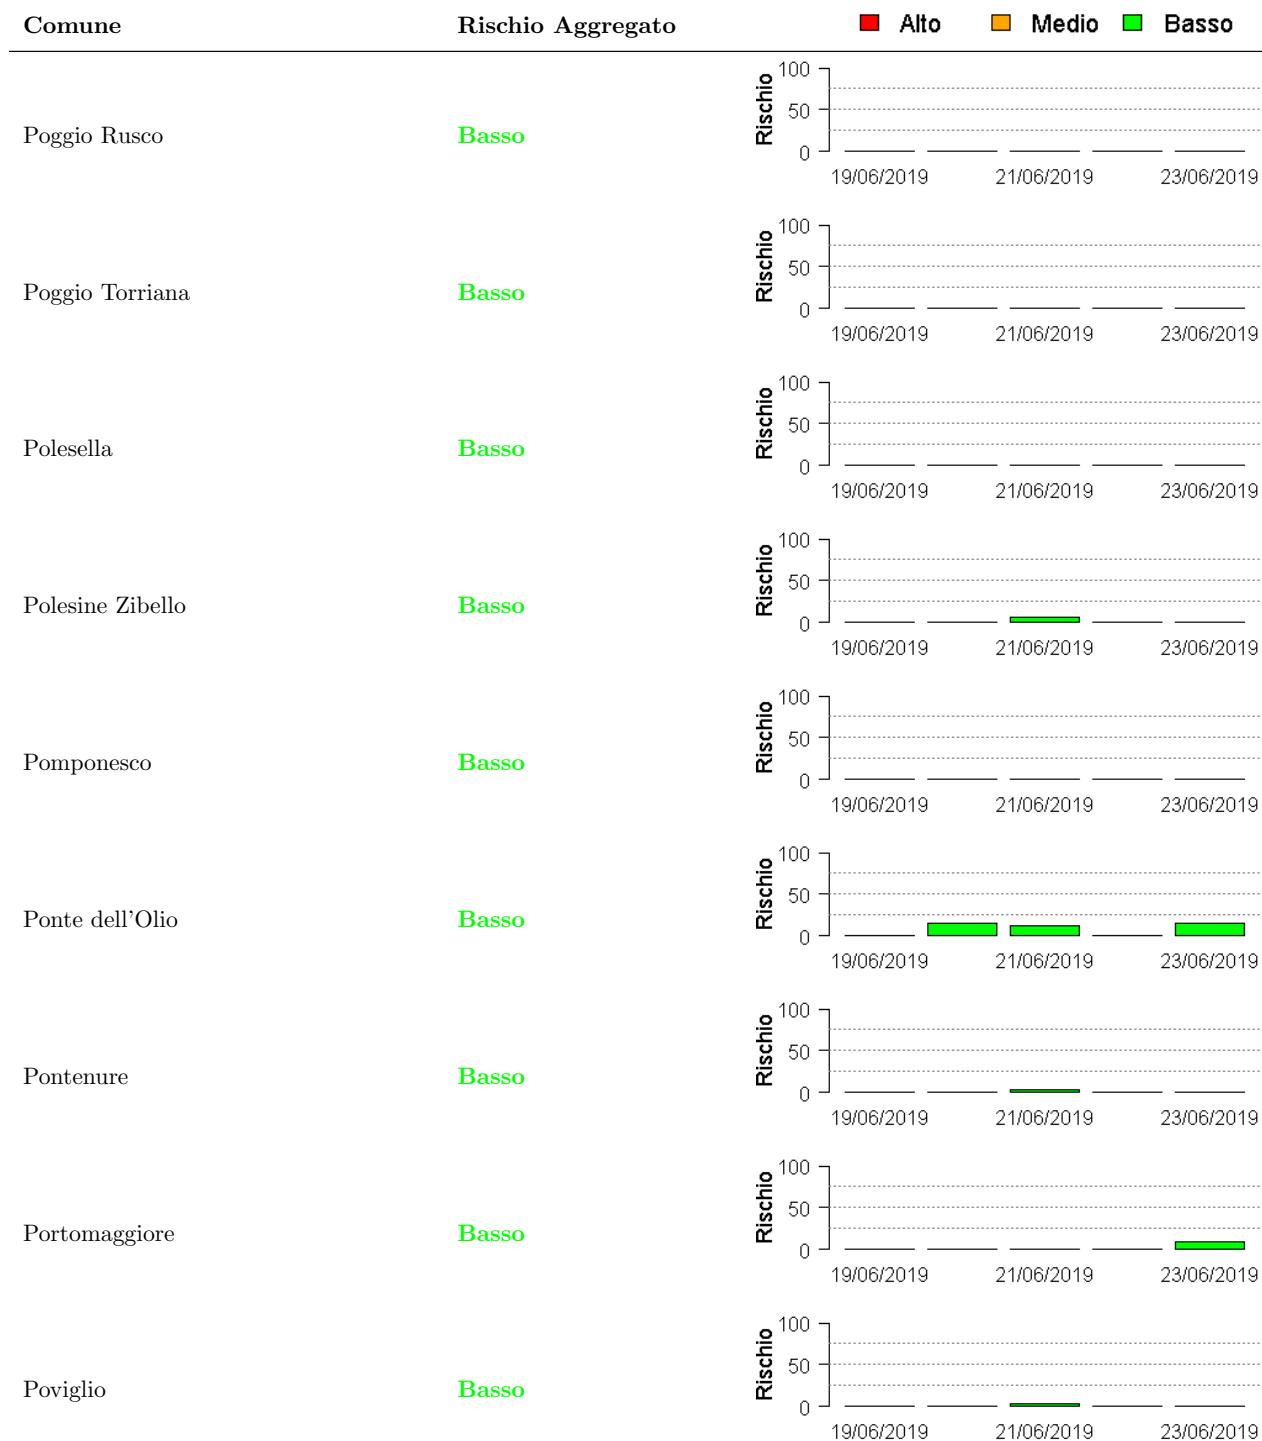 Comune Rischio Aggregato Alto Medio Basso
Poggio Rusco Basso Rischio 100 50 0
19/06/2019 21/06/2019 23/06/2019
Poggio Torriana Basso Rischio 100 50 0
19/06/2019 21/06/2019 23/06/2019
Polesella Basso Rischio 100 50 0
19/06/2019 21/06/2019 23/06/2019
Polesine Zibello Basso Rischio 100 50 0
19/06/2019 21/06/2019 23/06/2019
Pomponesco Basso Rischio 100 50 0
19/06/2019 21/06/2019 23/06/2019
Ponte dell'Olio Basso Rischio 100 50 0
19/06/2019 21/06/2019 23/06/2019
Pontenure Basso Rischio 100 50 0
19/06/2019 21/06/2019 23/06/2019
Portomaggiore Basso Rischio 100 50 0
19/06/2019 21/06/2019 23/06/2019
Poviglio Basso Rischio 100 50 0
19/06/2019 21/06/2019 23/06/2019